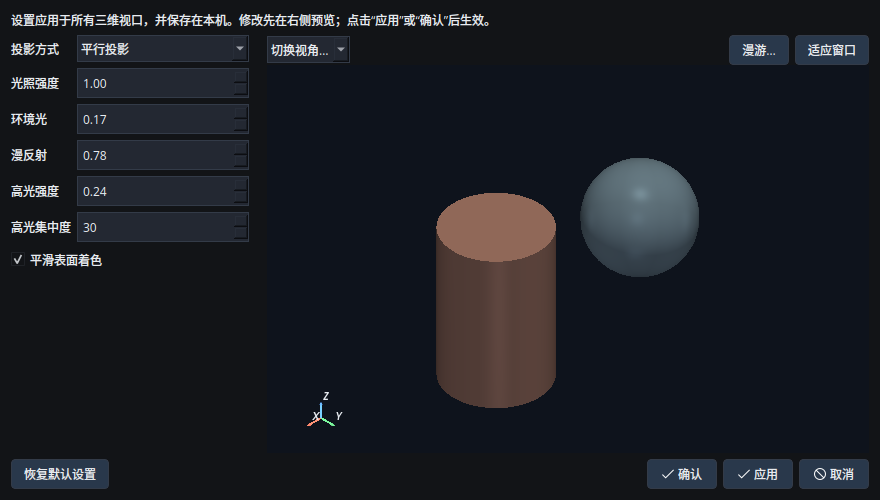 设置应用于所有三维视口，并保存在本机。修改先在右侧预览；点击“应用”或“确认”后生效。
投影方式 平行投影 切换视角... 漫游... 适应窗口
光照强度 1.00
环境光 0.17
漫反射 0.78
高光强度 0.24
高光集中度 30
平滑表面着色
Z
X Y
恢复默认设置 确认 应用 取消